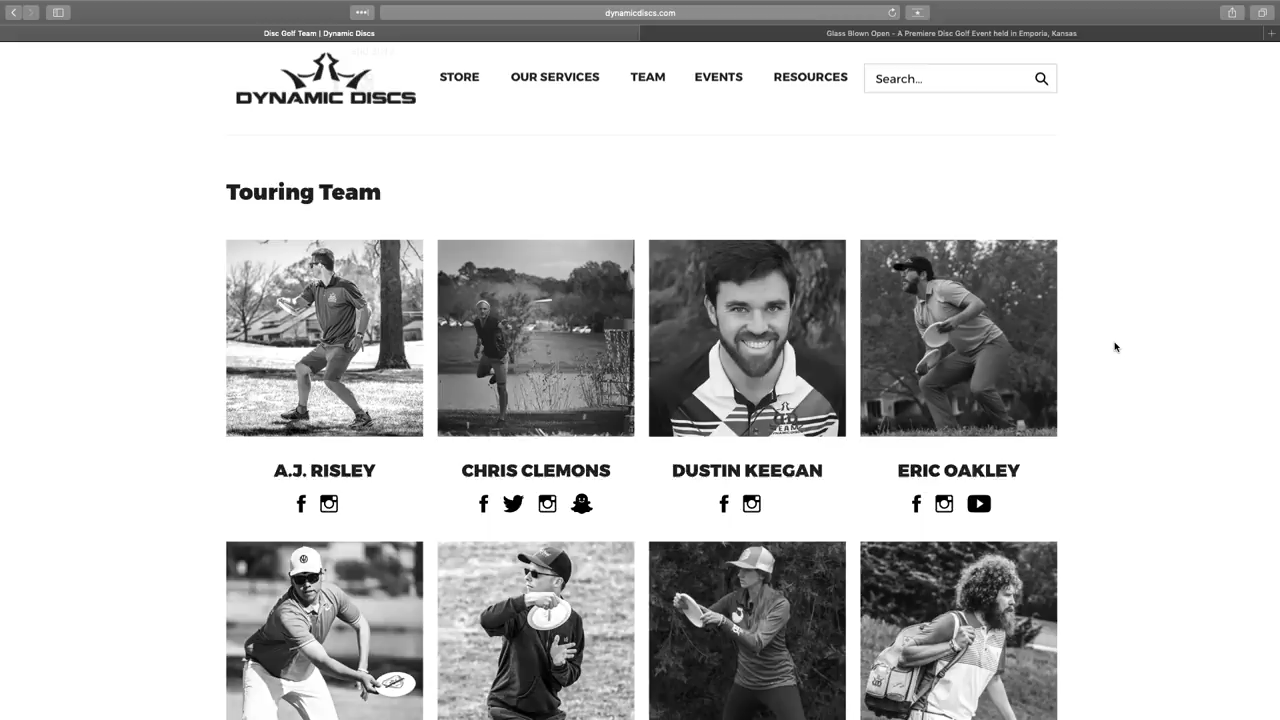 dynamicdiscs.com
Disc Golf Team | Dynamic Discs
Glass Blown Open - A Premiere Disc Golf Event held in Emporia, Kansas
DYNAMIC DISCS
STORE
OUR SERVICES
TEAM
EVENTS
RESOURCES
Search...
Touring Team
A.J. RISLEY
CHRIS CLEMONS
DUSTIN KEEGAN
ERIC OAKLEY